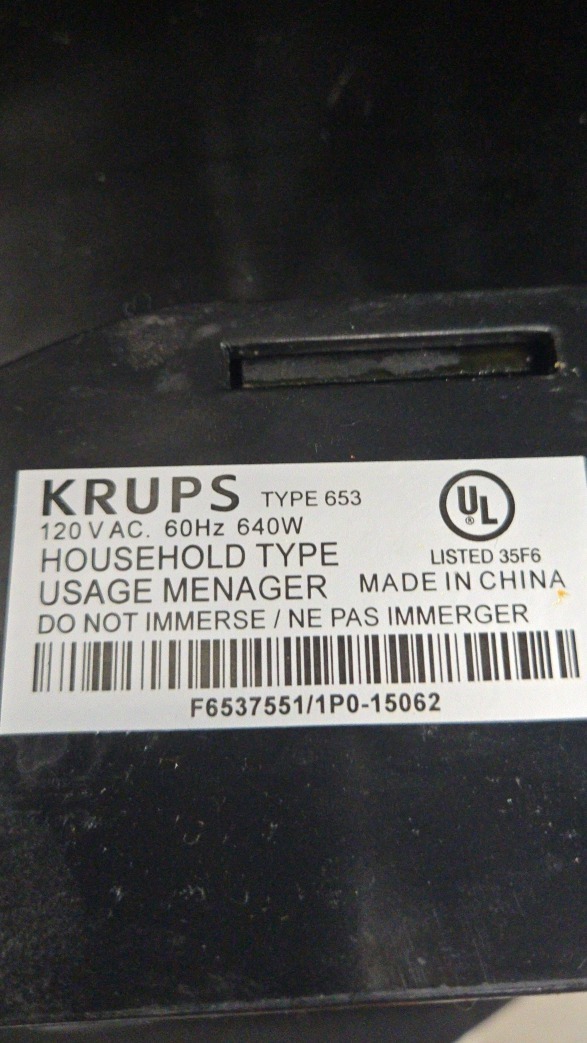 KRUPS TYPE 653
120 V AC. 60Hz 640W
UL ®
HOUSEHOLD TYPE
LISTED 35F6
USAGE MENAGER MADE IN CHINA
DO NOT IMMERSE / NE PAS IMMERGER
F6537551/1P0-15062